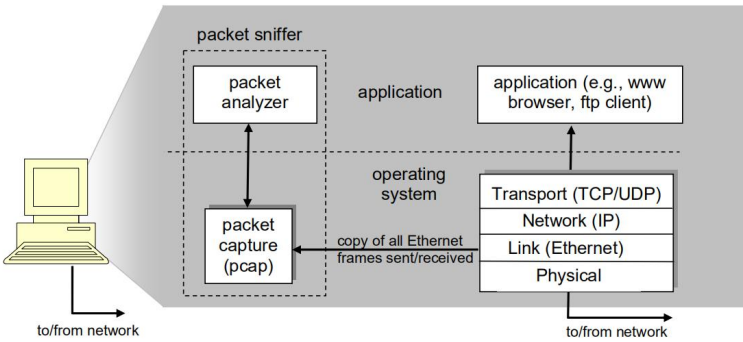 packet sniffer
packet
analyzer
application
application (e.g., www
browser, ftp client)
operating
system
packet
capture
(pcap)
copy of all Ethernet
frames sent/received
Transport (TCP/UDP)
Network (IP)
Link (Ethernet)
Physical
to/from network
to/from network